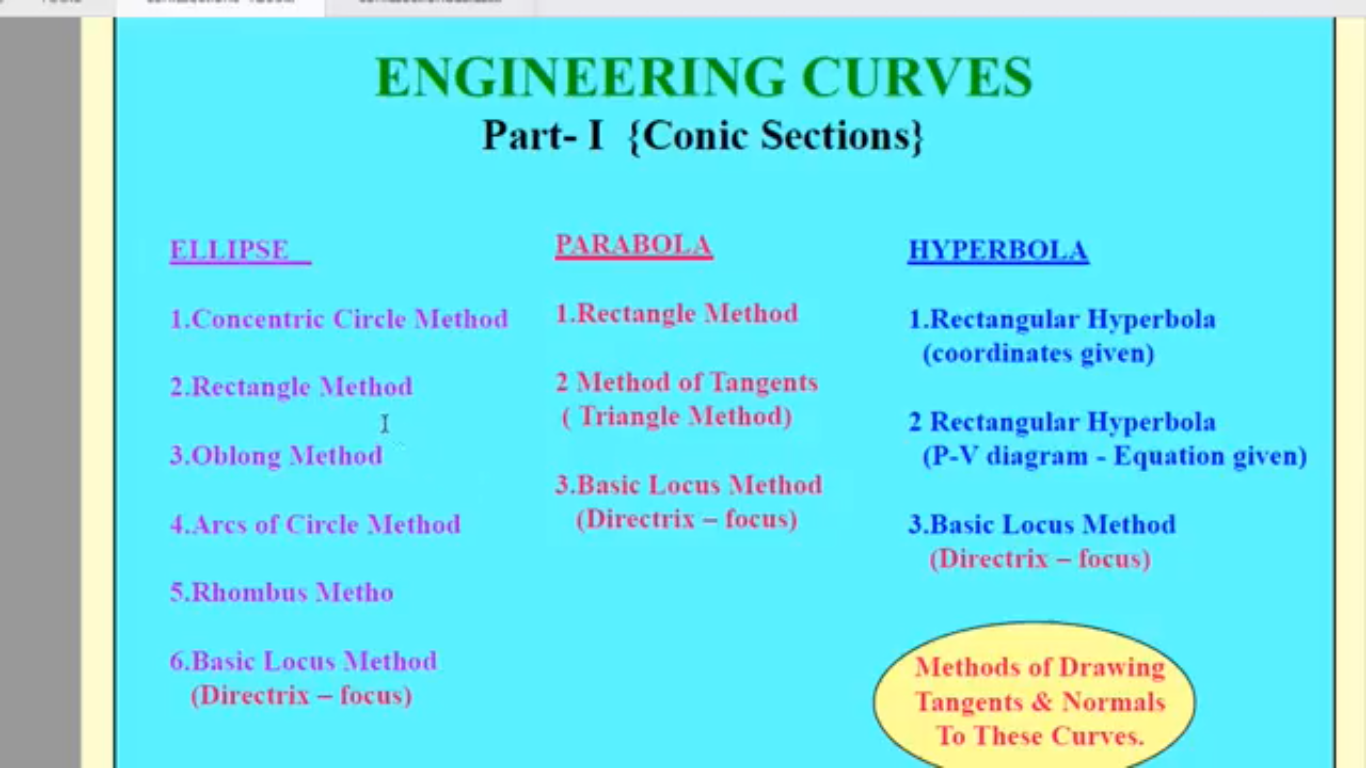 ENGINEERING CURVES
Part- I {Conic Sections}
ELLIPSE
1.Concentric Circle Method
2.Rectangle Method
3.Oblong Method
4.Arcs of Circle Method
5.Rhombus Metho
6.Basic Locus Method
(Directrix – focus)
PARABOLA
1.Rectangle Method
2 Method of Tangents
( Triangle Method)
3.Basic Locus Method
(Directrix – focus)
HYPERBOLA
1.Rectangular Hyperbola
(coordinates given)
2 Rectangular Hyperbola
(P-V diagram - Equation given)
3.Basic Locus Method
(Directrix – focus)
Methods of Drawing
Tangents & Normals
To These Curves.